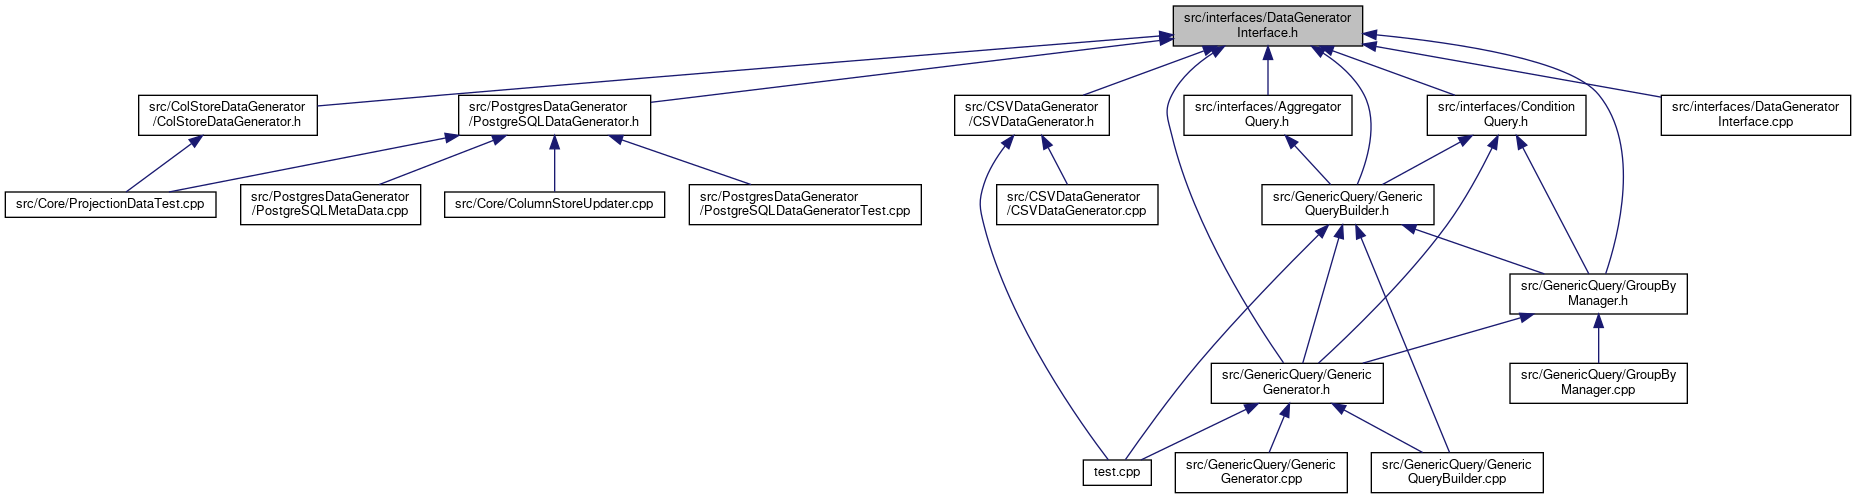 src/interfaces/DataGenerator
Interface.h
src/ColStoreDataGenerator
/ColStoreDataGenerator.h
src/PostgresDataGenerator
/PostgreSQLDataGenerator.h
src/CSVDataGenerator
/CSVDataGenerator.h
src/interfaces/Aggregator
Query.h
src/interfaces/Condition
Query.h
src/interfaces/DataGenerator
Interface.cpp
src/Core/ProjectionDataTest.cpp
src/PostgresDataGenerator
/PostgreSQLMetaData.cpp
src/Core/ColumnStoreUpdater.cpp
src/PostgresDataGenerator
/PostgreSQLDataGeneratorTest.cpp
src/CSVDataGenerator
/CSVDataGenerator.cpp
src/GenericQuery/Generic
QueryBuilder.h
src/GenericQuery/GroupBy
Manager.h
src/GenericQuery/Generic
Generator.h
src/GenericQuery/GroupBy
Manager.cpp
test.cpp
src/GenericQuery/Generic
Generator.cpp
src/GenericQuery/Generic
QueryBuilder.cpp